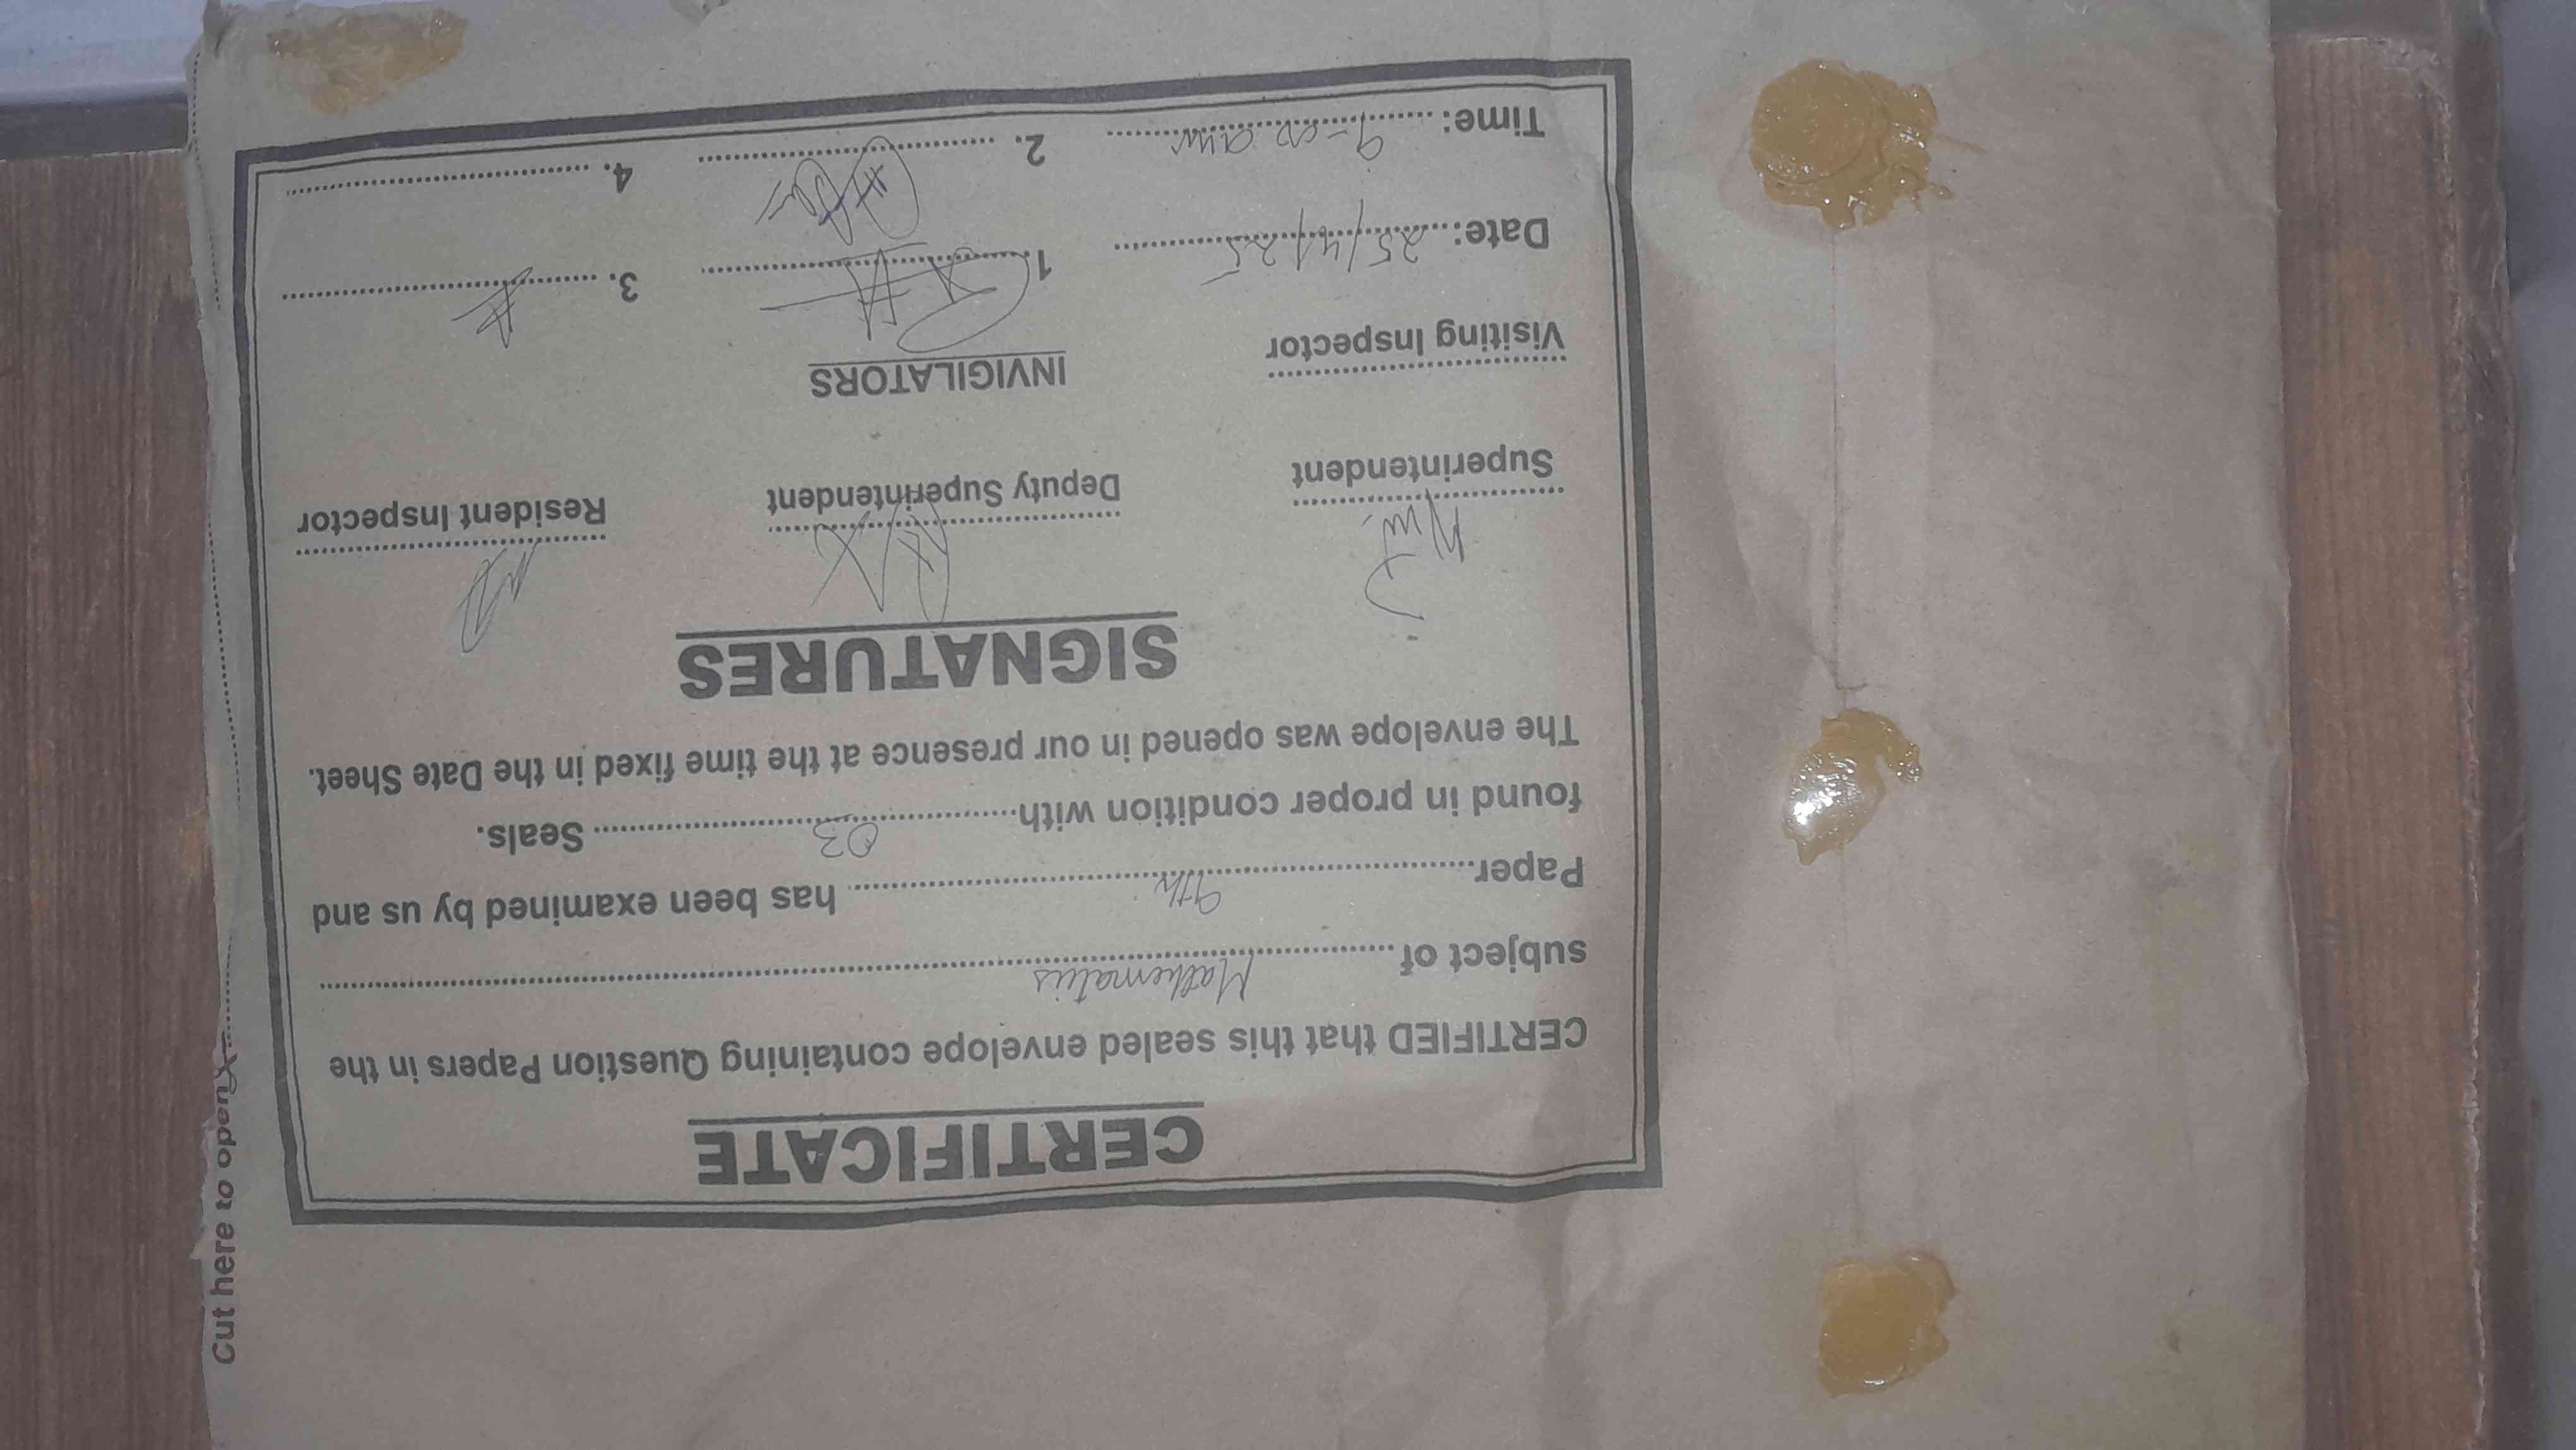 CERTIFICATE
CERTIFIED that this sealed envelope containing Question Papers in the
subject of Mathematics
Paper 9th has been examined by us and
found in proper condition with 03 Seals.
The envelope was opened in our presence at the time fixed in the Date Sheet.
SIGNATURES
Superintendent Deputy Superintendent Resident Inspector
Visiting Inspector INVIGILATORS
Date: 25/4/25 1. 3.
Time: 9-00 am 2. 4.
Cut here to open